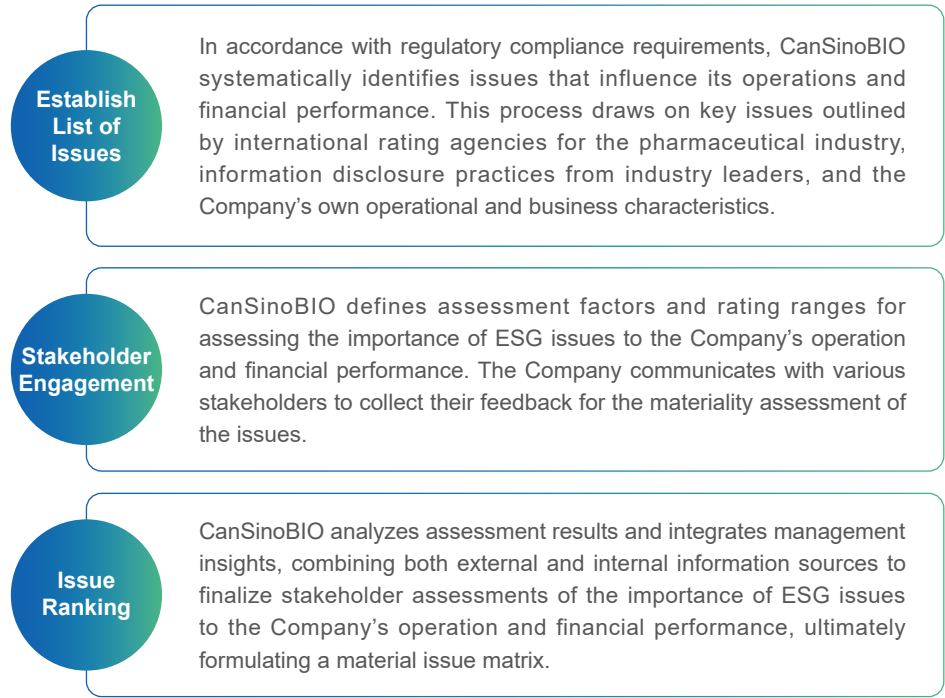 Establish
List of
Issues
In accordance with regulatory compliance requirements, CanSinoBIO
systematically identifies issues that influence its operations and
financial performance. This process draws on key issues outlined
by international rating agencies for the pharmaceutical industry,
information disclosure practices from industry leaders, and the
Company’s own operational and business characteristics.
Stakeholder
Engagement
CanSinoBIO defines assessment factors and rating ranges for
assessing the importance of ESG issues to the Company’s operation
and financial performance. The Company communicates with various
stakeholders to collect their feedback for the materiality assessment of
the issues.
Issue
Ranking
CanSinoBIO analyzes assessment results and integrates management
insights, combining both external and internal information sources to
finalize stakeholder assessments of the importance of ESG issues
to the Company’s operation and financial performance, ultimately
formulating a material issue matrix.